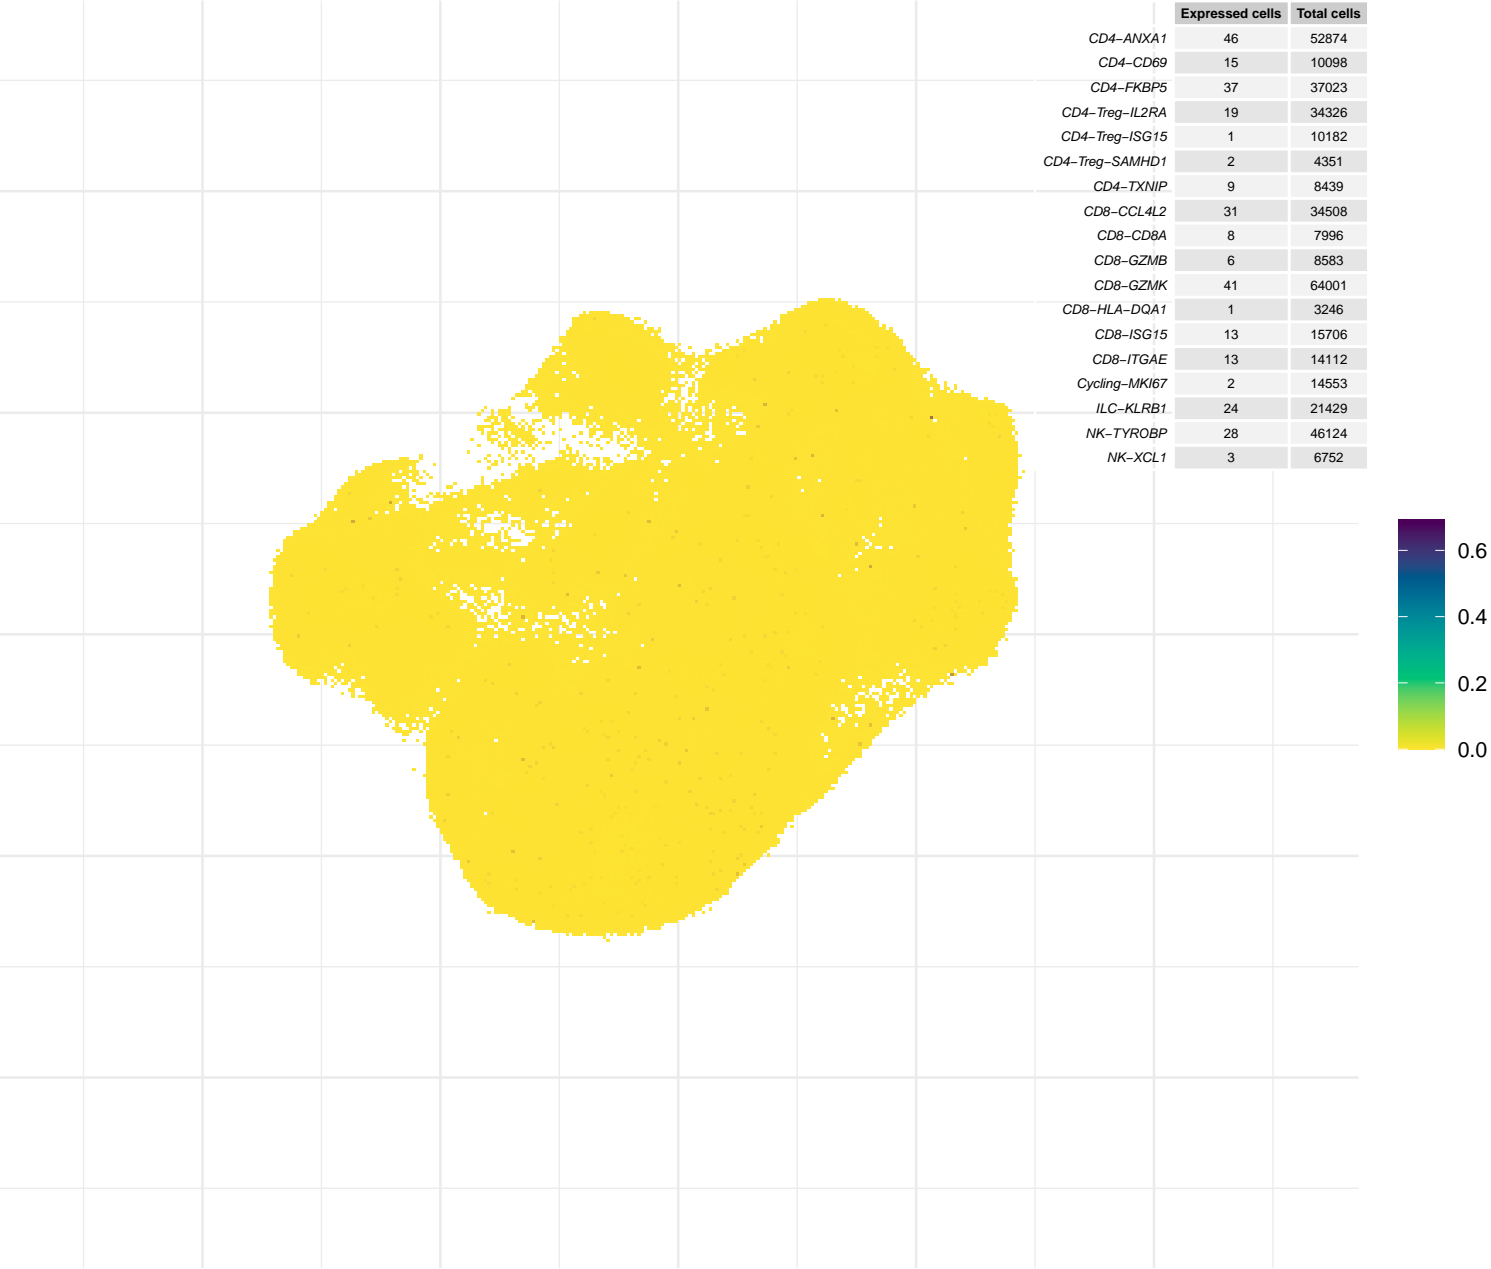 Expressed cells Total cells
CD4−ANXA1 46 52874
CD4−CD69 15 10098
CD4−FKBP5 37 37023
CD4−Treg−IL2RA 19 34326
CD4−Treg−ISG15 1 10182
CD4−Treg−SAMHD1 2 4351
CD4−TXNIP 9 8439
CD8−CCL4L2 31 34508
CD8−CD8A 8 7996
CD8−GZMB 6 8583
CD8−GZMK 41 64001
CD8−HLA−DQA1 1 3246
CD8−ISG15 13 15706
CD8−ITGAE 13 14112
Cycling−MKI67 2 14553
ILC−KLRB1 24 21429
NK−TYROBP 28 46124
NK−XCL1 3 6752
0.6
0.4
0.2
0.0